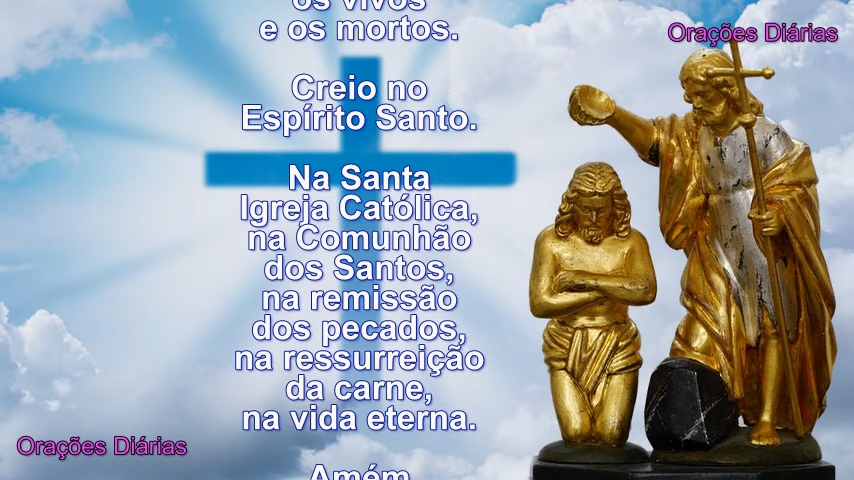 os vivos
e os mortos.
Orações Diárias
Creio no
Espírito Santo.
Na Santa
Igreja Católica,
na Comunhão
dos Santos,
na remissão
dos pecados,
na ressurreição
da carne,
na vida eterna.
Orações Diárias
Amém